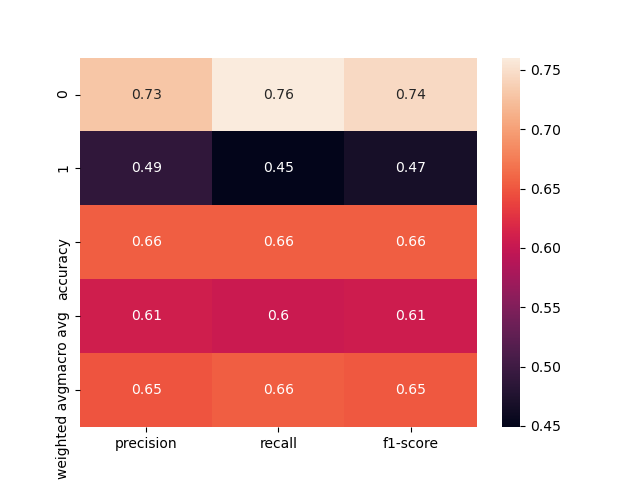 0 0.73 0.76 0.74
1 0.49 0.45 0.47
accuracy 0.66 0.66 0.66
macro avg 0.61 0.6 0.61
weighted avg 0.65 0.66 0.65
precision recall f1-score
0.75
0.70
0.65
0.60
0.55
0.50
0.45